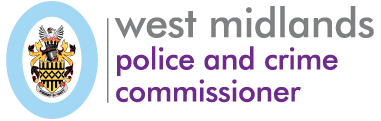 west midlands
police and crime
commissioner